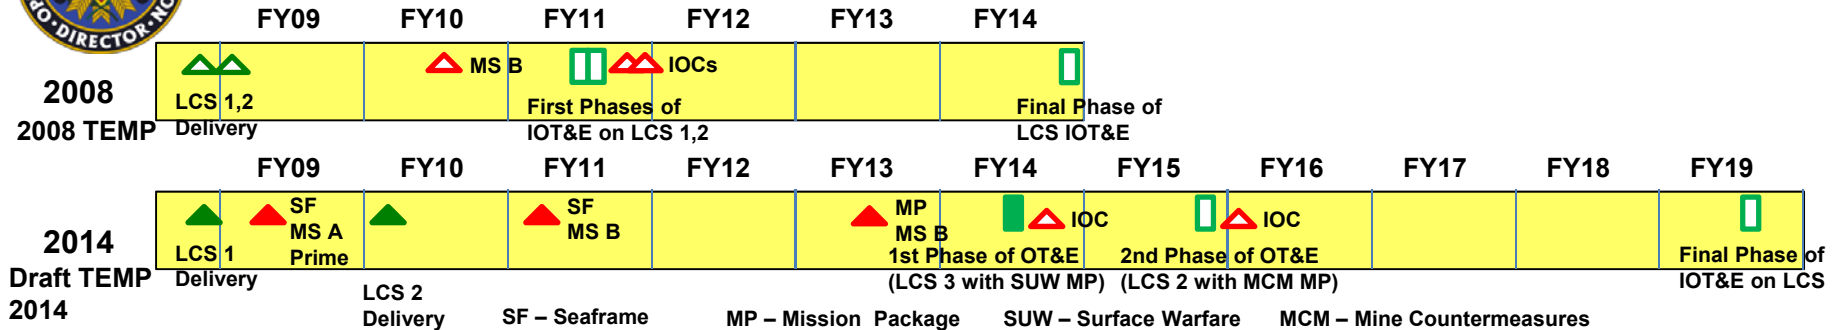 DIRECTOR
FY09 FY10 FY11 FY12 FY13 FY14
MS B IOCs
2008
2008 TEMP
LCS 1,2
Delivery
First Phases of
IOT&E on LCS 1,2
Final Phase of
LCS IOT&E
FY09 FY10 FY11 FY12 FY13 FY14 FY15 FY16 FY17 FY18 FY19
2014
Draft TEMP
2014
LCS 1
Delivery
SF
MS A
Prime
LCS 2
Delivery
SF
MS B
MP
MS B
IOC
1st Phase of OT&E
(LCS 3 with SUW MP)
IOC
2nd Phase of OT&E
(LCS 2 with MCM MP)
Final Phase of
IOT&E on LCS
SF – Seaframe MP – Mission Package SUW – Surface Warfare MCM – Mine Countermeasures